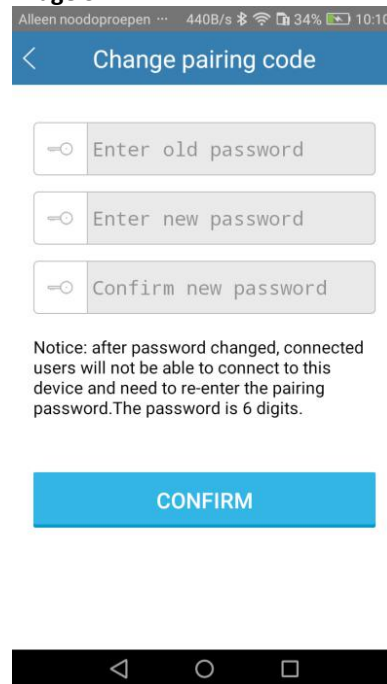 Alleen noodoproepen ... 440B/s 34% 10:10
Change pairing code
Enter old password
Enter new password
Confirm new password
Notice: after password changed, connected
users will not be able to connect to this
device and need to re-enter the pairing
password.The password is 6 digits.
CONFIRM